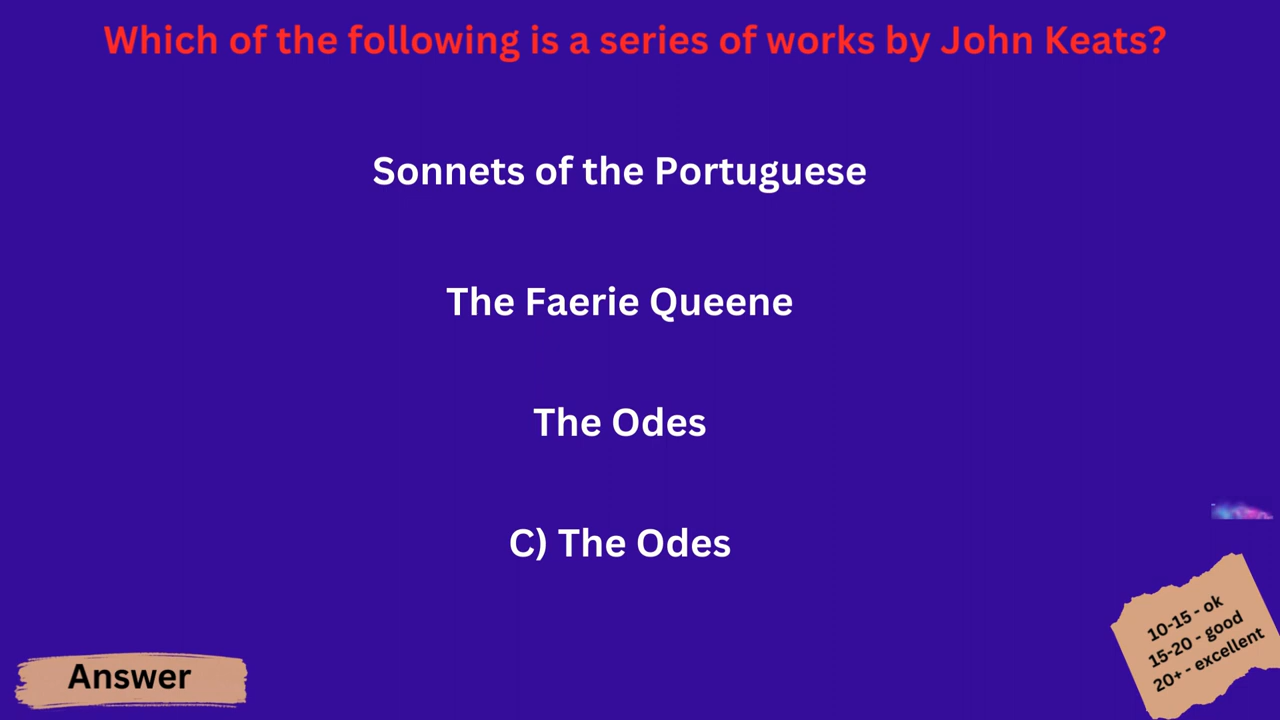 Which of the following is a series of works by John Keats?
Sonnets of the Portuguese
The Faerie Queene
The Odes
C) The Odes
Answer
10-15 - ok
15-20 - good
20+ - excellent